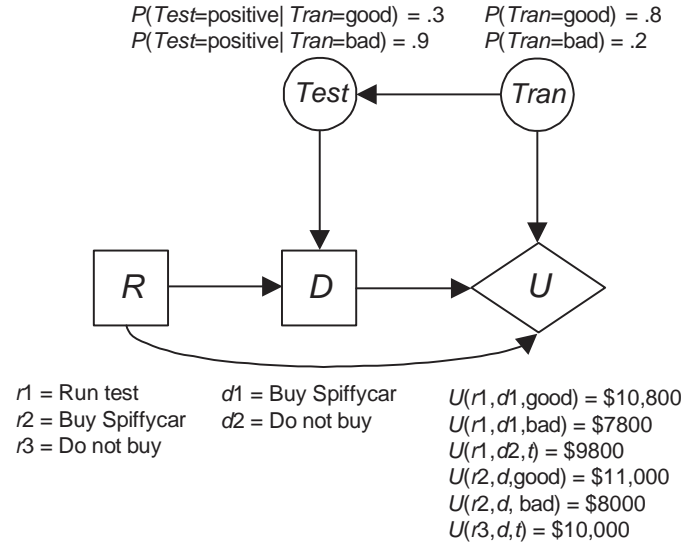 P(Test=positive| Tran=good) = .3
P(Test=positive| Tran=bad) = .9
P(Tran=good) = .8
P(Tran=bad) = .2
Test
Tran
R
D
U
r1 = Run test
r2 = Buy Spiffycar
r3 = Do not buy
d1 = Buy Spiffycar
d2 = Do not buy
U(r1,d1,good) = $10,800
U(r1,d1,bad) = $7800
U(r1,d2,t) = $9800
U(r2,d,good) = $11,000
U(r2,d, bad) = $8000
U(r3,d,t) = $10,000